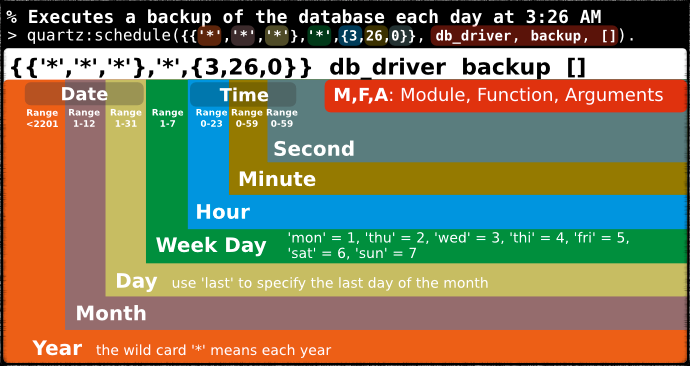 % Executes a backup of the database each day at 3:26 AM
> quartz:schedule({{'*','*','*'},'*',{3,26,0}}, db_driver, backup, []).
{{'*','*','*'},'*',{3,26,0}} db_driver backup []
Date Time M,F,A: Module, Function, Arguments
Range Range Range Range Range Range Range
<2201 1-12 1-31 1-7 0-23 0-59 0-59
Second
Minute
Hour
Week Day 'mon' = 1, 'thu' = 2, 'wed' = 3, 'thi' = 4, 'fri' = 5,
'sat' = 6, 'sun' = 7
Day use 'last' to specify the last day of the month
Month
Year the wild card '*' means each year